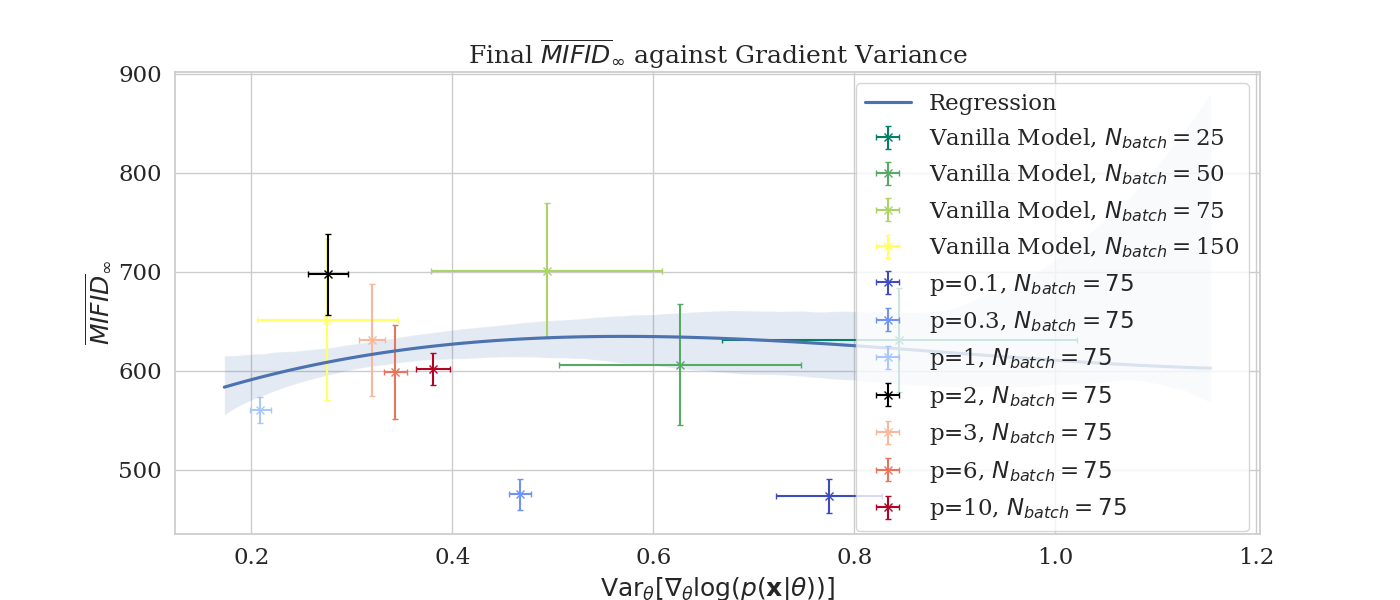 Final $\overline{MIFID}_\infty$ against Gradient Variance
$\overline{MIFID}_\infty$
900
800
700
600
500
0.2 0.4 0.6 0.8 1.0 1.2
$\mathrm{Var}_\theta[\nabla_\theta \log(p(\mathbf{x}|\theta))]$
Regression
Vanilla Model, $N_{batch} = 25$
Vanilla Model, $N_{batch} = 50$
Vanilla Model, $N_{batch} = 75$
Vanilla Model, $N_{batch} = 150$
p=0.1, $N_{batch} = 75$
p=0.3, $N_{batch} = 75$
p=1, $N_{batch} = 75$
p=2, $N_{batch} = 75$
p=3, $N_{batch} = 75$
p=6, $N_{batch} = 75$
p=10, $N_{batch} = 75$